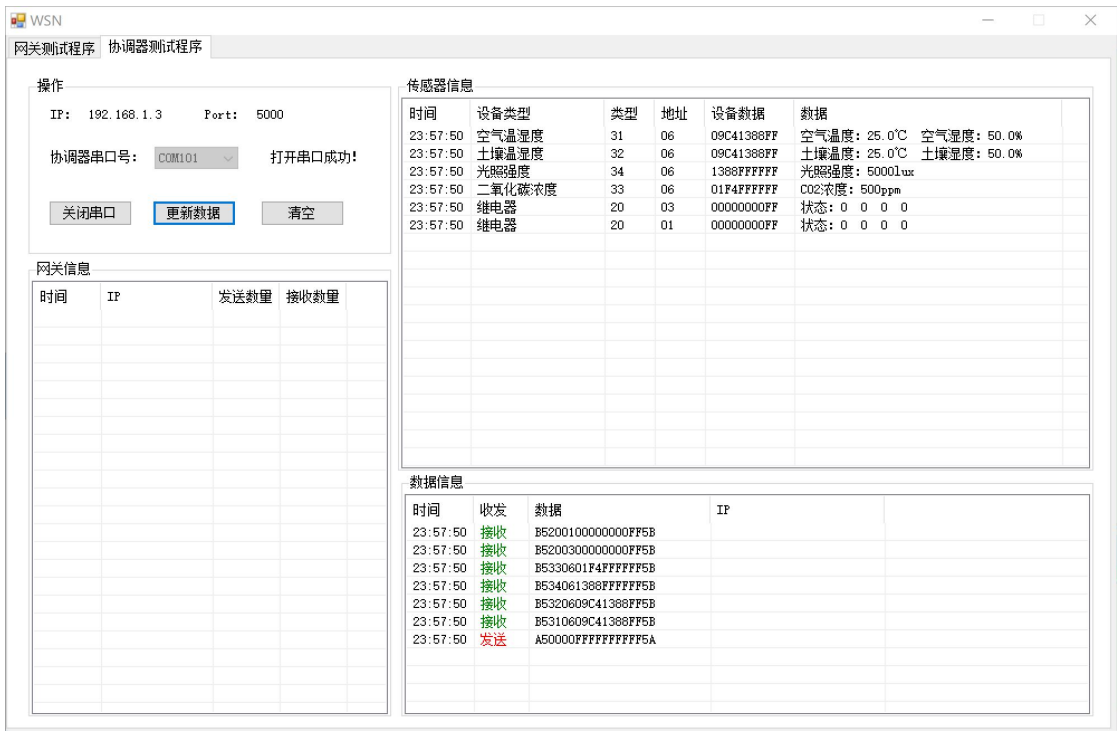 WSN
网关测试程序 协调器测试程序
操作
IP: 192.168.1.3 Port: 5000
协调器串口号: COM101 打开串口成功!
关闭串口 更新数据 清空
网关信息
时间 IP 发送数量 接收数量
传感器信息
时间 设备类型 类型 地址 设备数据 数据
23:57:50 空气温湿度 31 06 09C41388FF 空气温度: 25.0℃ 空气湿度: 50.0%
23:57:50 土壤温湿度 32 06 09C41388FF 土壤温度: 25.0℃ 土壤湿度: 50.0%
23:57:50 光照强度 34 06 1388FFFFFF 光照强度: 5000lux
23:57:50 二氧化碳浓度 33 06 01F4FFFFFF CO2浓度: 500ppm
23:57:50 继电器 20 03 00000000FF 状态: 0 0 0 0
23:57:50 继电器 20 01 00000000FF 状态: 0 0 0 0
数据信息
时间 收发 数据 IP
23:57:50 接收 B5200100000000FF5B
23:57:50 接收 B5200300000000FF5B
23:57:50 接收 B5330601F4FFFFFF5B
23:57:50 接收 B534061388FFFFFF5B
23:57:50 接收 B5320609C41388FF5B
23:57:50 接收 B5310609C41388FF5B
23:57:50 发送 A50000FFFFFFFFFF5A